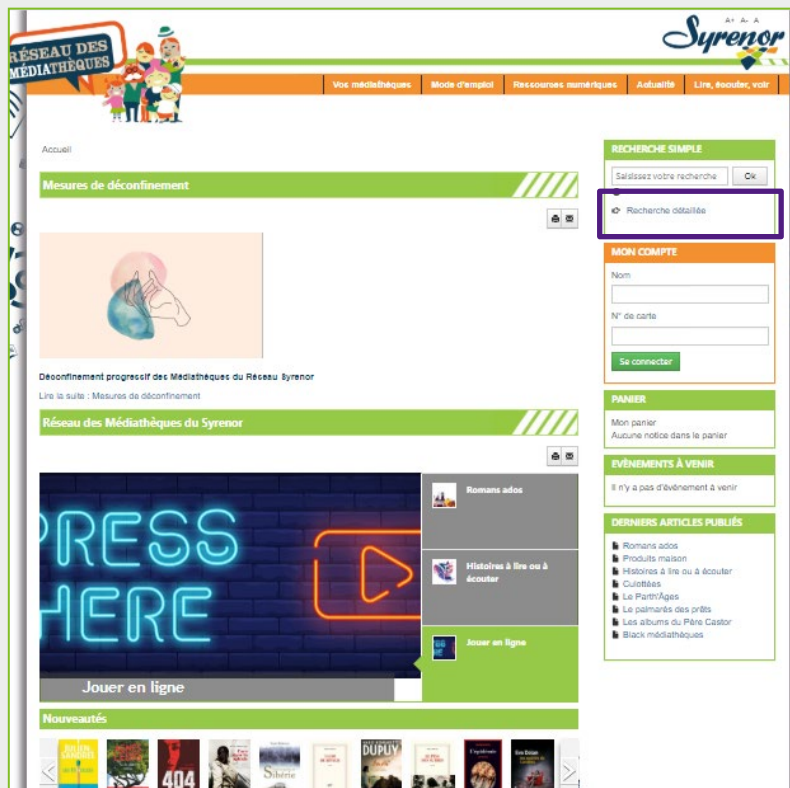 A+ A- A
Syrenor
RÉSEAU DES
MÉDIATHÈQUES
Vos médiathèques
Mode d'emploi
Ressources numériques
Actualité
Lire, écouter, voir
Accueil
Mesures de déconfinement
Déconfinement progressif des Médiathèques du Réseau Syrenor
Lire la suite : Mesures de déconfinement
Réseau des Médiathèques du Syrenor
PRESS
HERE
Romans ados
Histoires à lire ou à
écouter
Jouer en ligne
Jouer en ligne
Nouveautés
404
Sibérie
DUPUY
RECHERCHE SIMPLE
Saisissez votre recherche
Ok
Recherche détaillée
MON COMPTE
Nom
N° de carte
Se connecter
PANIER
Mon panier
Aucune notice dans le panier
EVÈNEMENTS À VENIR
Il n'y a pas d'évènement à venir
DERNIERS ARTICLES PUBLIÉS
Romans ados
Produits maison
Histoires à lire ou à écouter
Culottées
Le Parth'Âges
Le palmarès des prêts
Les albums du Père Castor
Black médiathèques